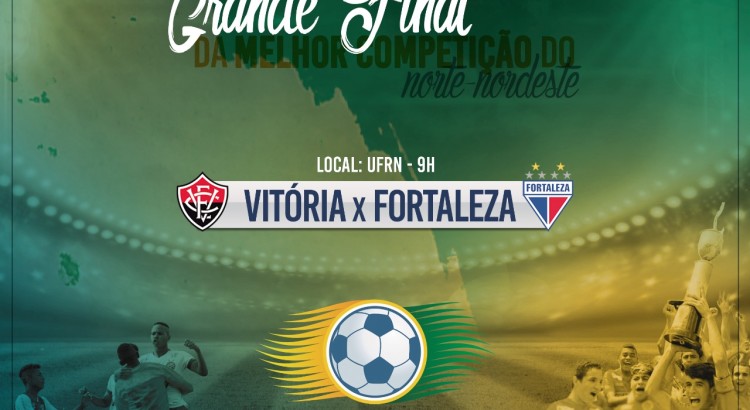 Grande Final
DA MELHOR COMPETIÇÃO DO
norte-nordeste
LOCAL: UFRN - 9H
VITÓRIA x FORTALEZA
FORTALEZA